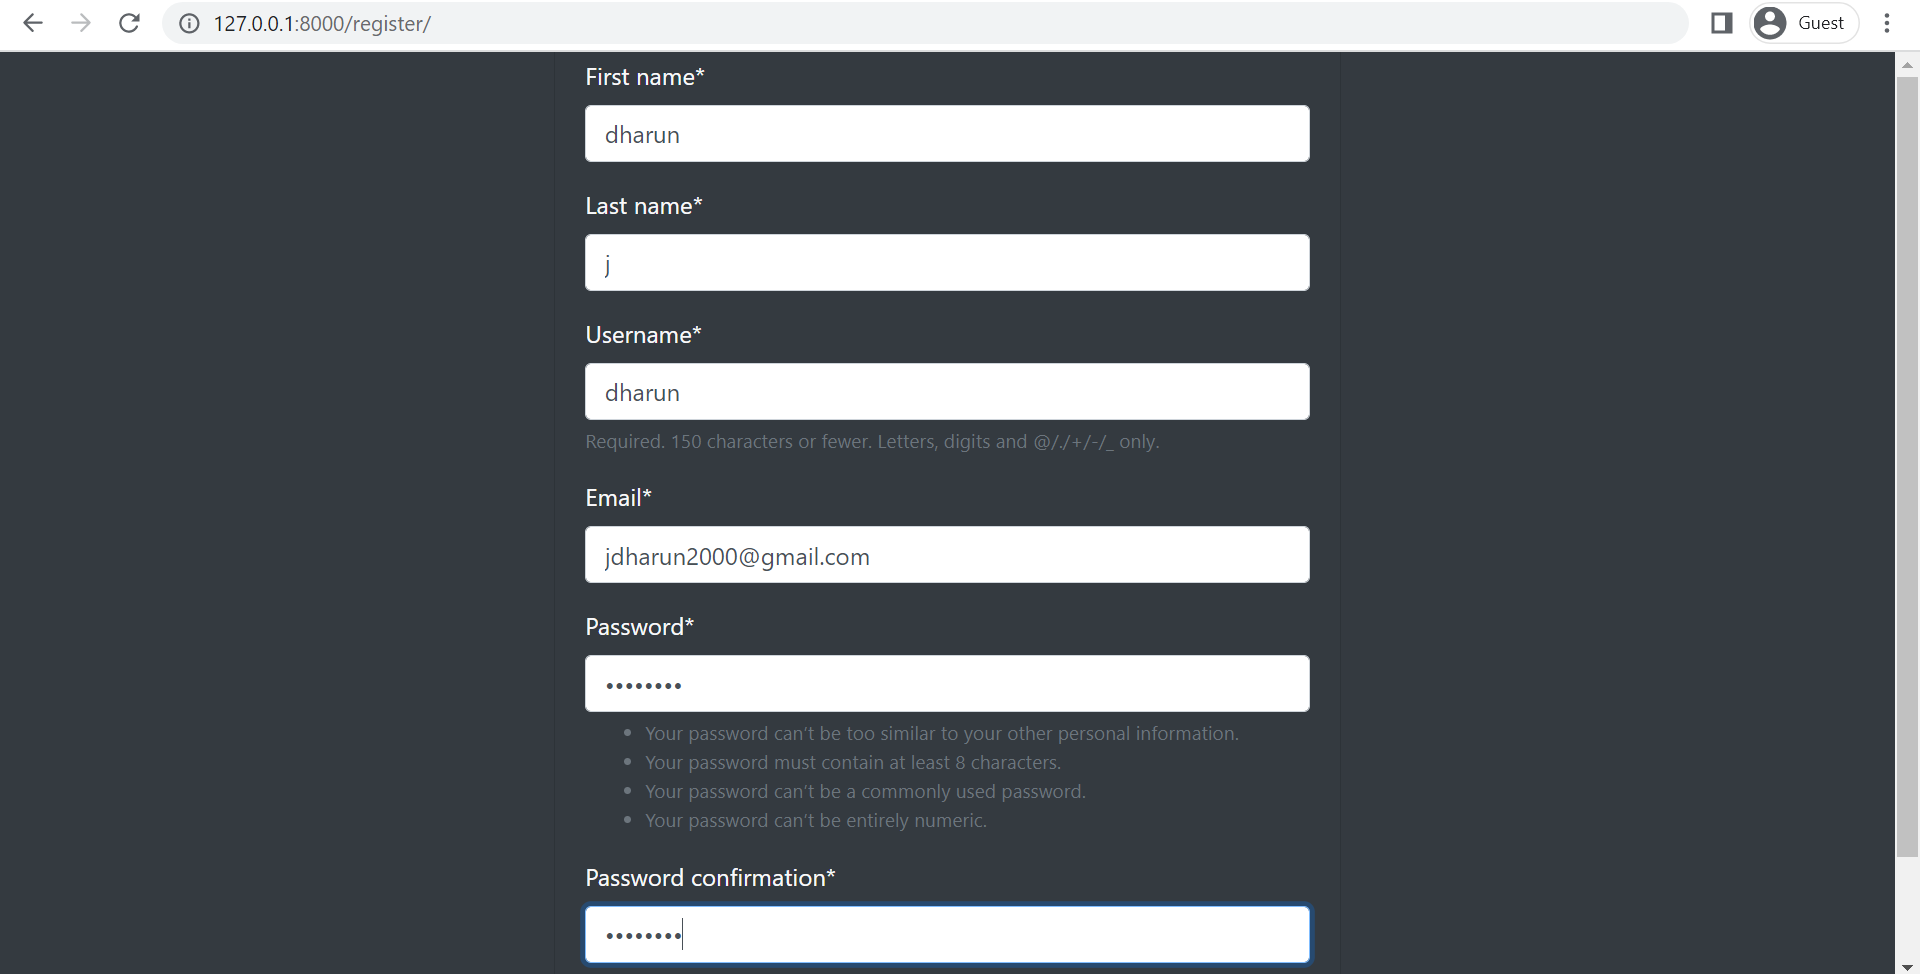 127.0.0.1:8000/register/
Guest
First name*
dharun
Last name*
j
Username*
dharun
Required. 150 characters or fewer. Letters, digits and @/./+/-/_ only.
Email*
jdharun2000@gmail.com
Password*
••••••••
• Your password can’t be too similar to your other personal information.
• Your password must contain at least 8 characters.
• Your password can’t be a commonly used password.
• Your password can’t be entirely numeric.
Password confirmation*
••••••••